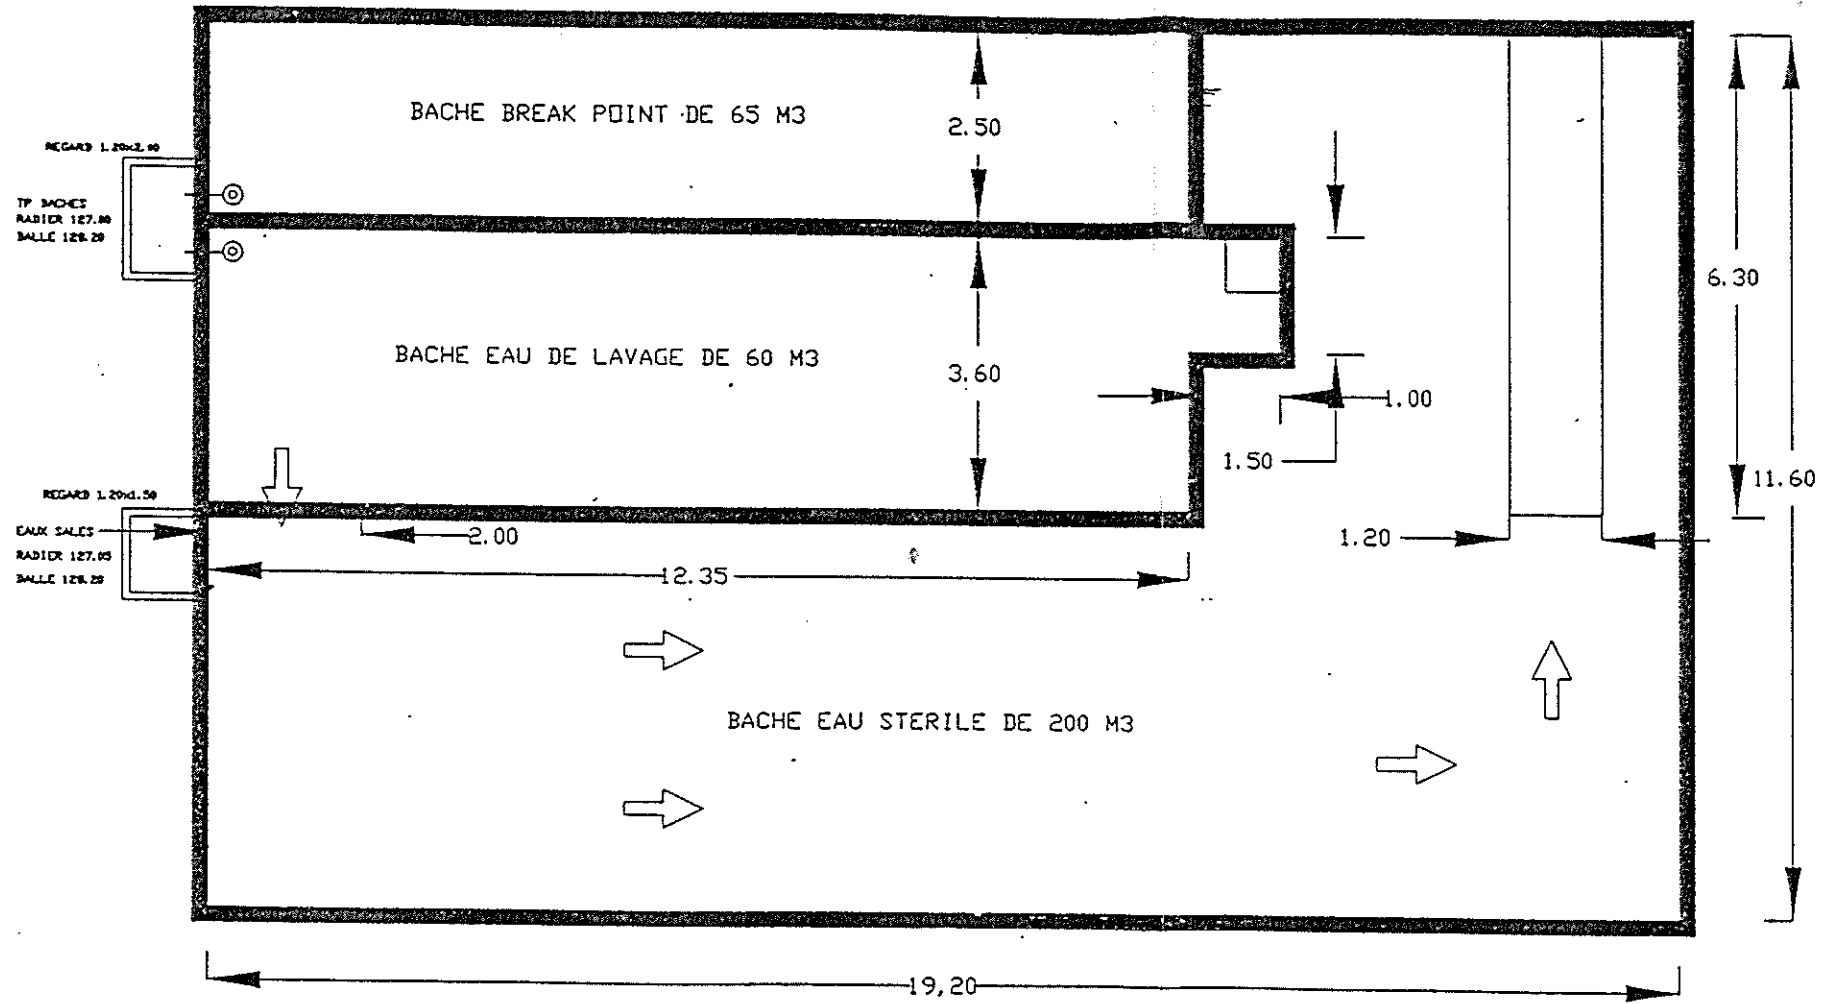 BACHE BREAK POINT DE 65 M3
2.50
REGARD 1.20x2.00
TP BACHES
RADIER 127.80
DALLE 128.20
6.30
BACHE EAU DE LAVAGE DE 60 M3
3.60
1.00
1.50
11.60
REGARD 1.20x1.50
EAUX SALES
2.00
1.20
RADIER 127.05
DALLE 128.20
12.35
BACHE EAU STERILE DE 200 M3
19,20